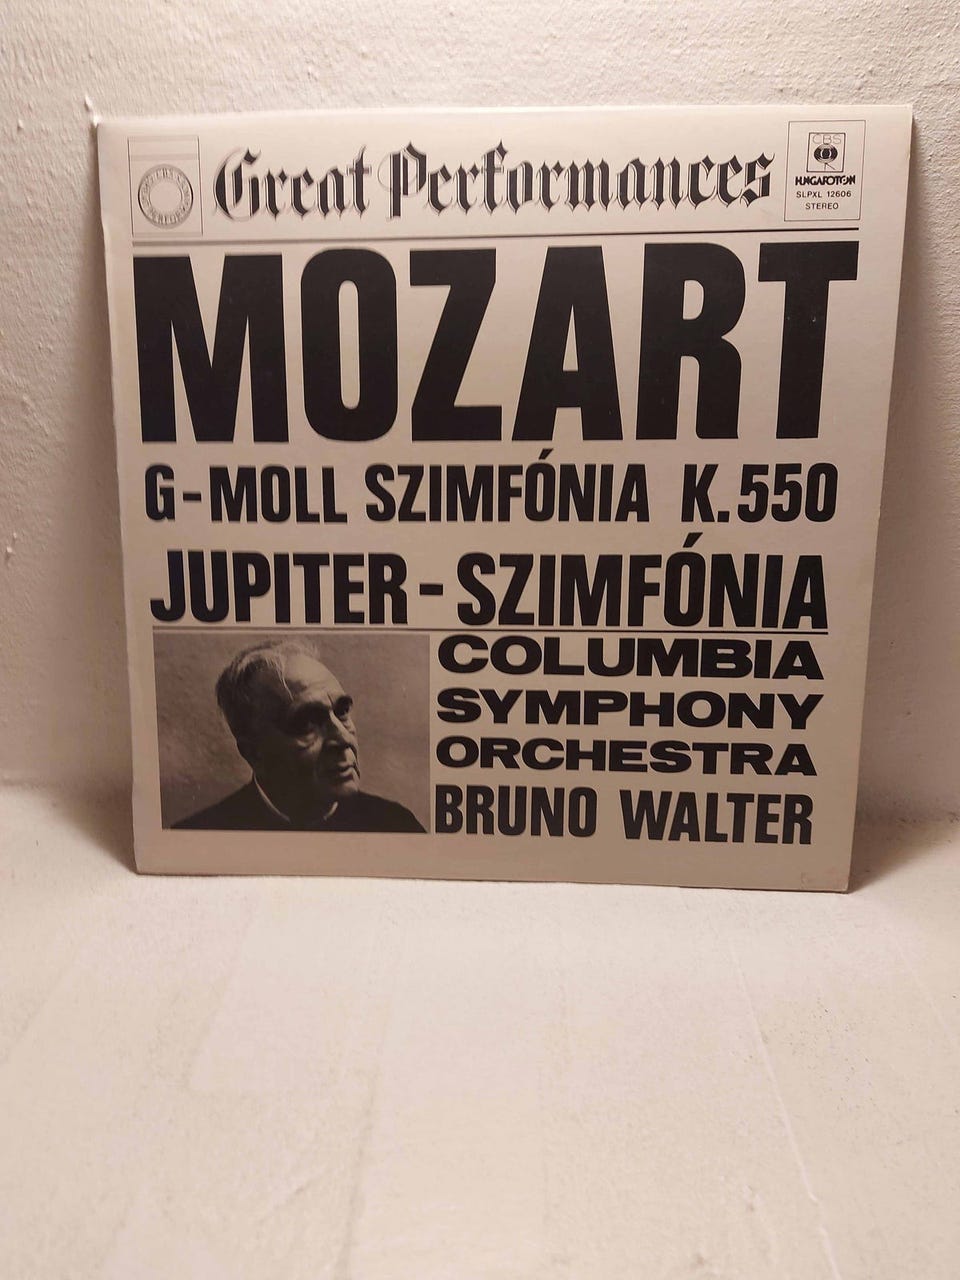 Great Performances
CBS
HUNGAROTON
SLPXL 12606
STEREO
MOZART
G-MOLL SZIMFÓNIA K.550
JUPITER-SZIMFÓNIA
COLUMBIA
SYMPHONY
ORCHESTRA
BRUNO WALTER